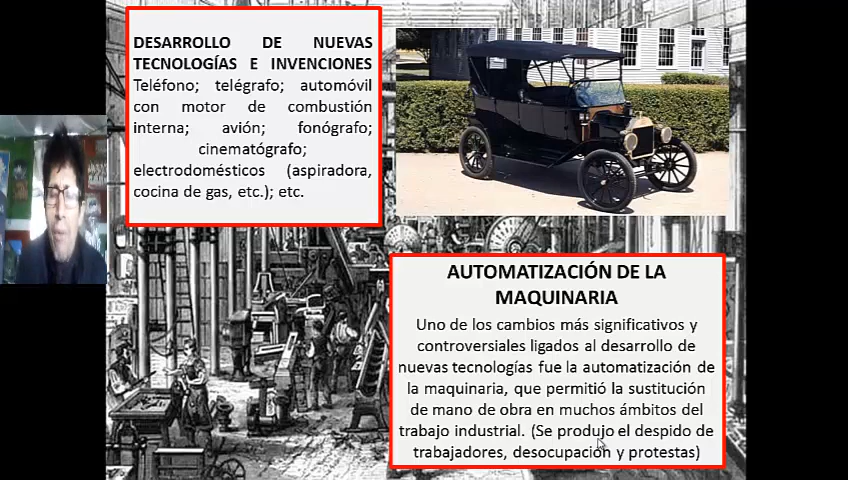 DESARROLLO DE NUEVAS
TECNOLOGÍAS E INVENCIONES
Teléfono; telégrafo; automóvil
con motor de combustión
interna; avión; fonógrafo;
cinematógrafo;
electrodomésticos (aspiradora,
cocina de gas, etc.); etc.
AUTOMATIZACIÓN DE LA
MAQUINARIA
Uno de los cambios más significativos y
controversiales ligados al desarrollo de
nuevas tecnologías fue la automatización de
la maquinaria, que permitió la sustitución
de mano de obra en muchos ámbitos del
trabajo industrial. (Se produjo el despido de
trabajadores, desocupación y protestas)